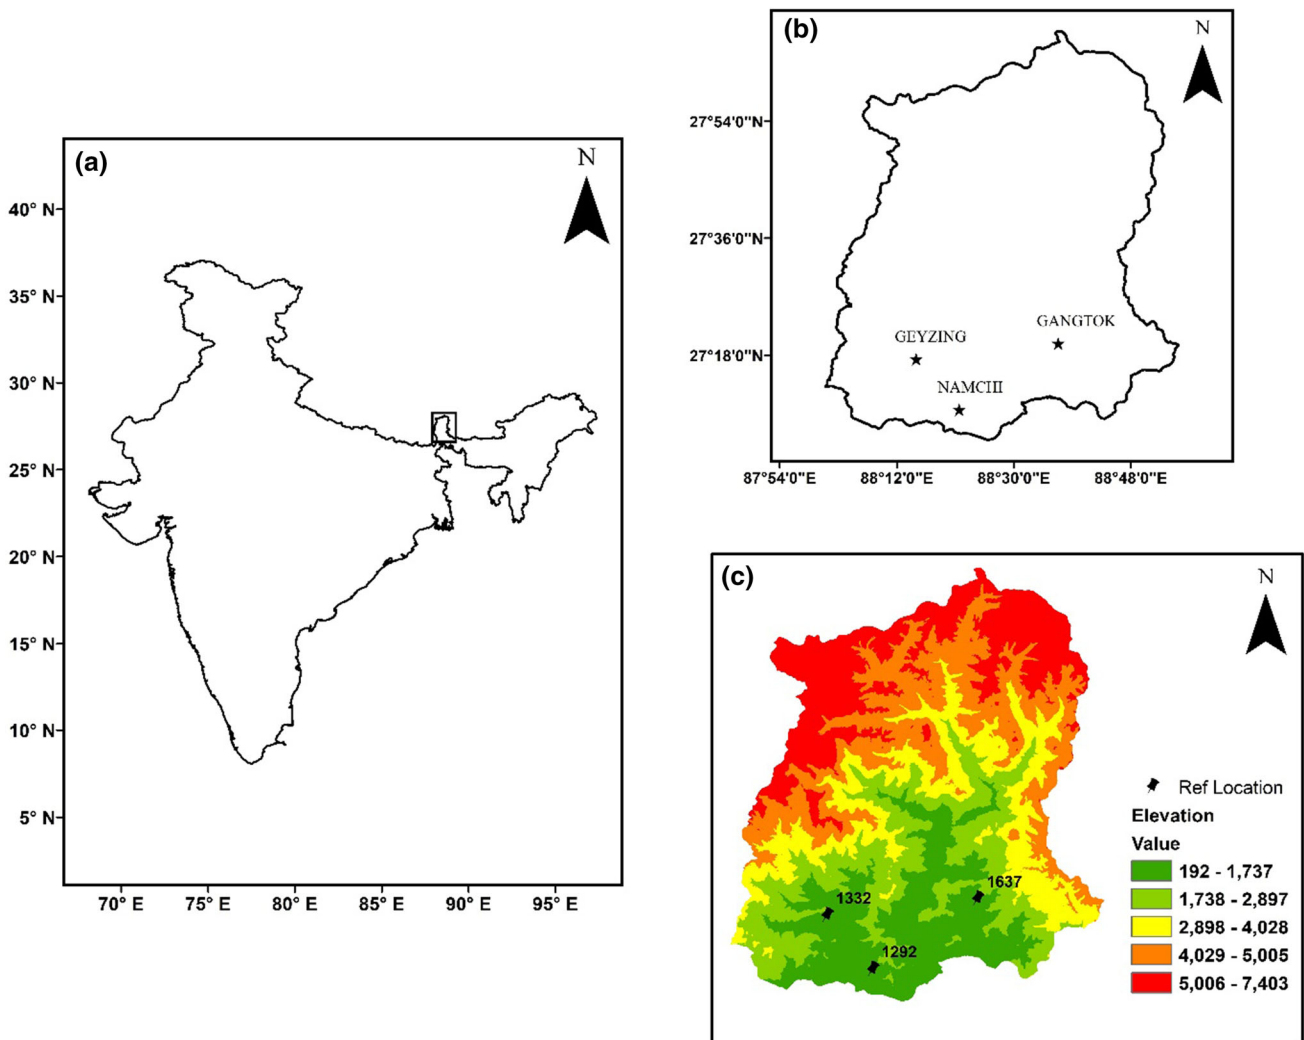 (a)
N
40° N
35° N
30° N
25° N
20° N
15° N
10° N
5° N
70° E
75° E
80° E
85° E
90° E
95° E
(b)
N
27°54'0"N
27°36'0"N
27°18'0"N
GEYZING
GANGTOK
NAMCHI
87°54'0"E
88°12'0"E
88°30'0"E
88°48'0"E
(c)
N
1332
1637
1292
Ref Location
Elevation
Value
192 - 1,737
1,738 - 2,897
2,898 - 4,028
4,029 - 5,005
5,006 - 7,403